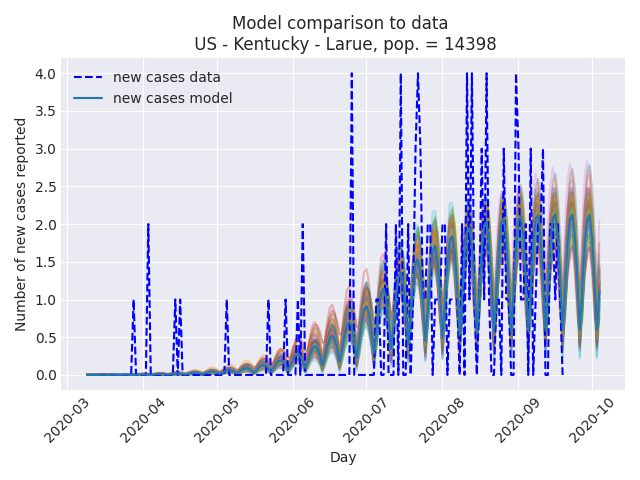 Model comparison to data
US - Kentucky - Larue, pop. = 14398
new cases data
new cases model
Number of new cases reported
4.0
3.5
3.0
2.5
2.0
1.5
1.0
0.5
0.0
2020-03
2020-04
2020-05
2020-06
2020-07
2020-08
2020-09
2020-10
Day